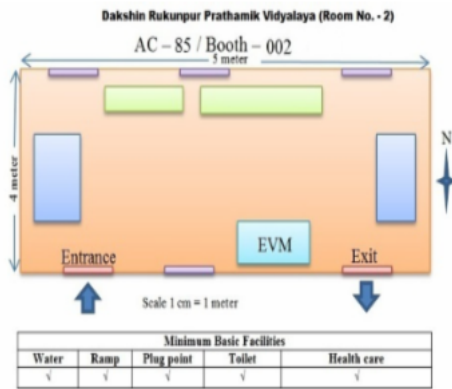 Dakshin Rukunpur Prathamik Vidyalaya (Room No. - 2)
AC – 85 / Booth – 002
5 meter
4 meter
N
EVM
Entrance
Exit
Scale 1 cm = 1 meter
Minimum Basic Facilities
Water Ramp Plug point Toilet Health care
√ √ √ √ √